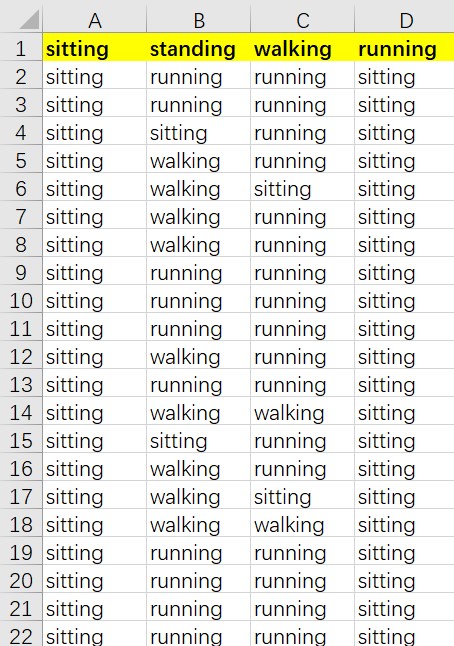 A B C D
1 sitting standing walking running
2 sitting running running sitting
3 sitting running running sitting
4 sitting sitting running sitting
5 sitting walking running sitting
6 sitting walking sitting sitting
7 sitting walking running sitting
8 sitting walking running sitting
9 sitting running running sitting
10 sitting running running sitting
11 sitting running running sitting
12 sitting walking running sitting
13 sitting running running sitting
14 sitting walking walking sitting
15 sitting sitting running sitting
16 sitting walking running sitting
17 sitting walking sitting sitting
18 sitting walking walking sitting
19 sitting running running sitting
20 sitting running running sitting
21 sitting running running sitting
22 sitting running running sitting